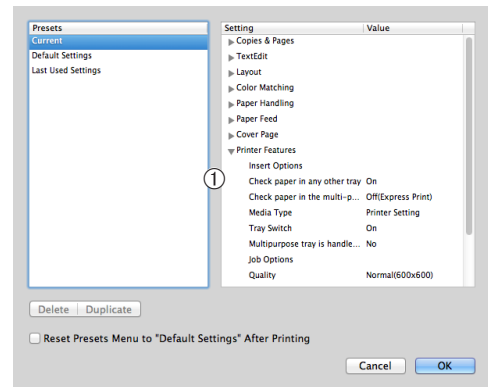 Presets
Current
Default Settings
Last Used Settings
Setting Value
Copies & Pages
TextEdit
Layout
Color Matching
Paper Handling
Paper Feed
Cover Page
Printer Features
Insert Options
①
Check paper in any other tray On
Check paper in the multi-p... Off(Express Print)
Media Type Printer Setting
Tray Switch On
Multipurpose tray is handle... No
Job Options
Quality Normal(600x600)
Delete Duplicate
Reset Presets Menu to "Default Settings" After Printing
Cancel OK